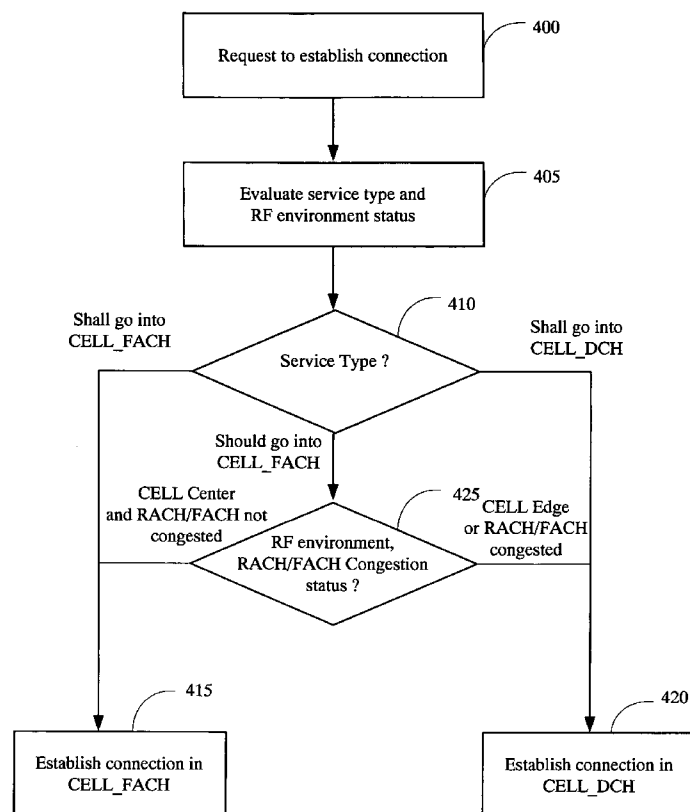 400
Request to establish connection
405
Evaluate service type and
RF environment status
410
Shall go into
CELL_FACH
Shall go into
CELL_DCH
Service Type ?
Should go into
CELL_FACH
425
CELL Center
and RACH/FACH not
congested
CELL Edge
or RACH/FACH
congested
RF environment,
RACH/FACH Congestion
status ?
415
420
Establish connection in
CELL_FACH
Establish connection in
CELL_DCH